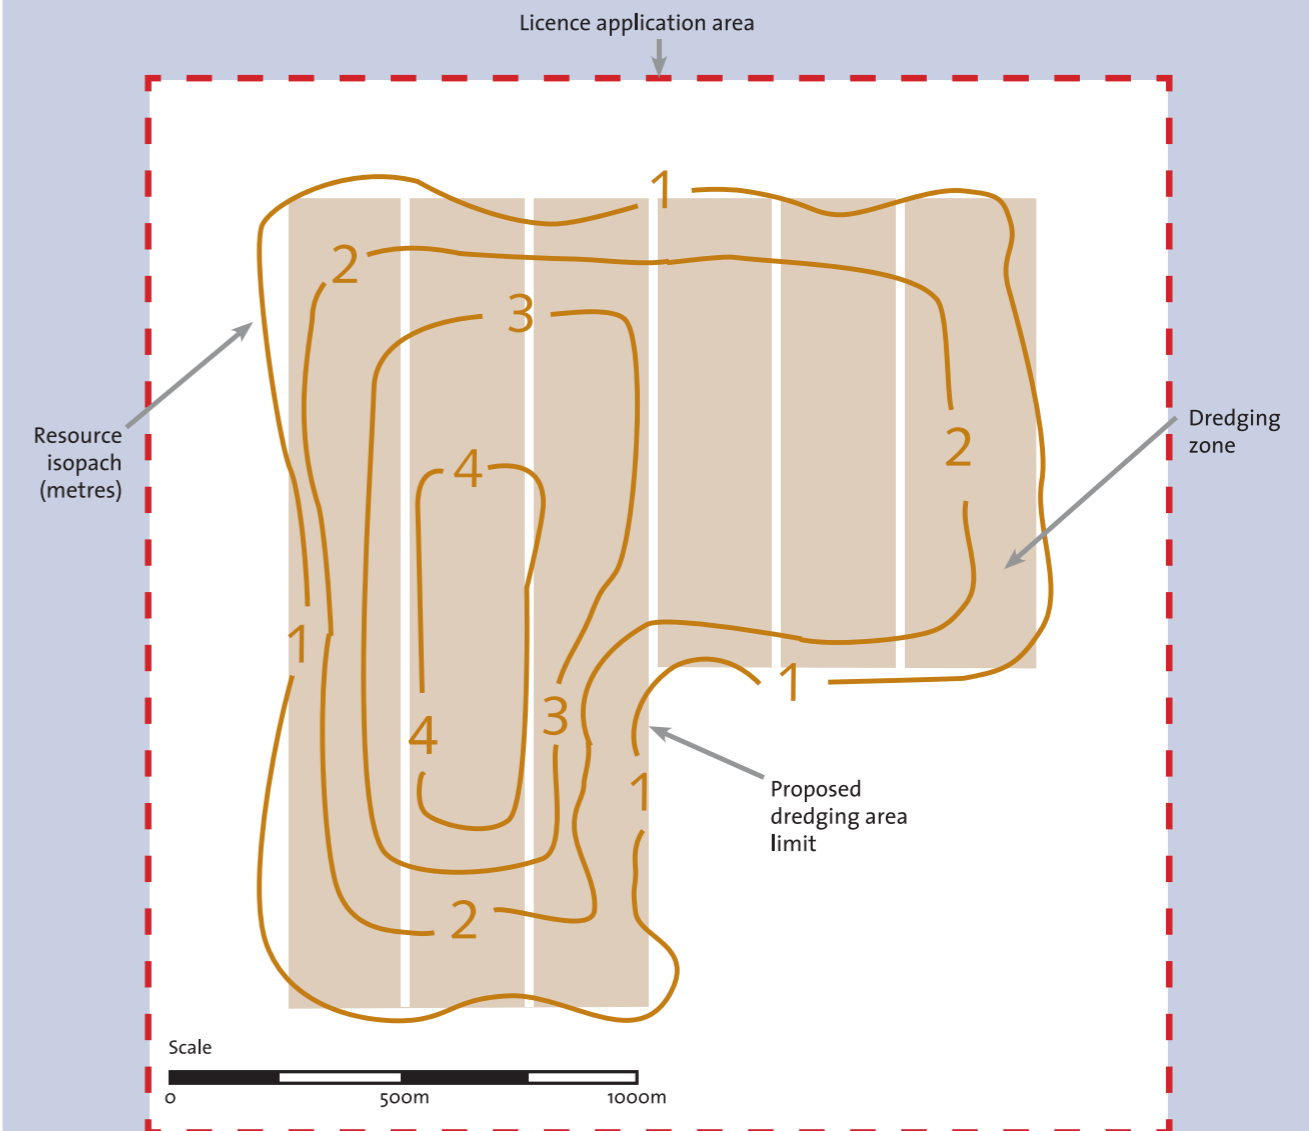 Licence application area
1
2
3
Resource
isopach
(metres)
Dredging
zone
2
4
1
1
4
3
1
Proposed
dredging area
limit
2
Scale
0 500m 1000m